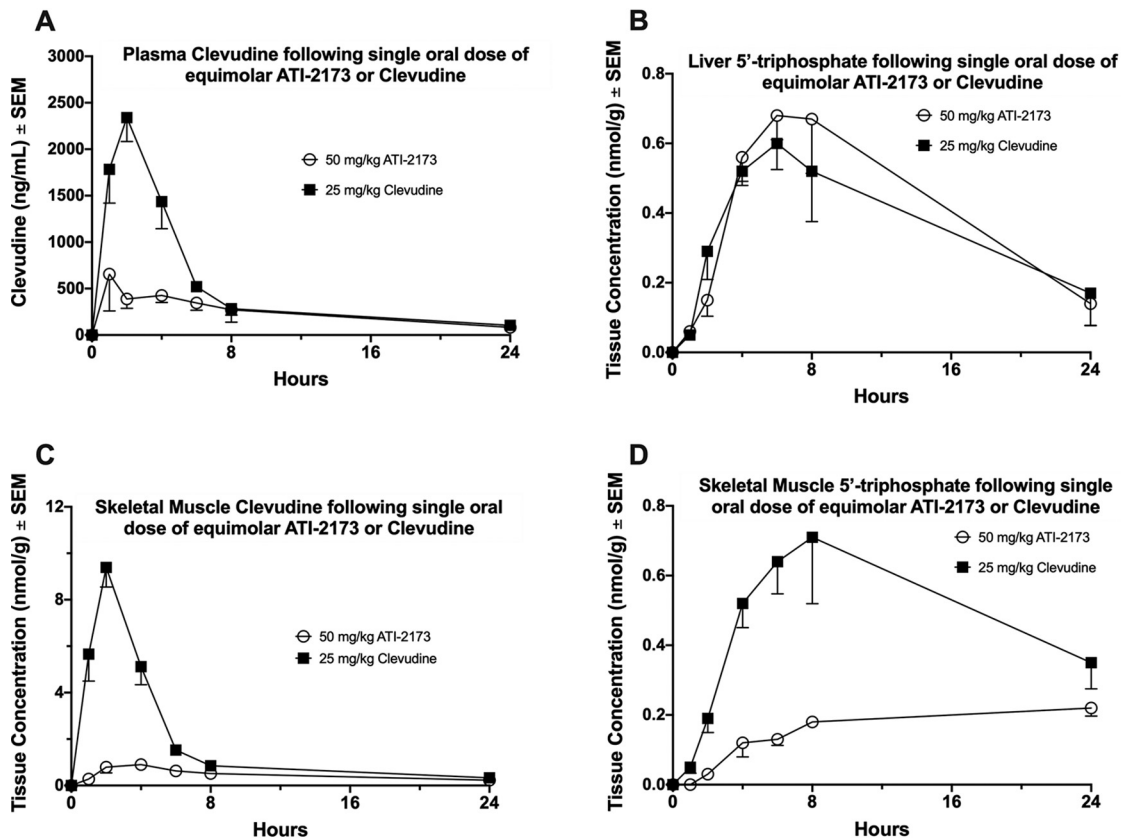 A
Plasma Clevudine following single oral dose of
equimolar ATI-2173 or Clevudine
Clevudine (ng/mL) ± SEM
3000
2500
2000
1500
1000
500
0
50 mg/kg ATI-2173
25 mg/kg Clevudine
0
8
16
24
Hours
B
Liver 5’-triphosphate following single oral dose of
equimolar ATI-2173 or Clevudine
Tissue Concentration (nmol/g) ± SEM
0.8
0.6
0.4
0.2
0.0
50 mg/kg ATI-2173
25 mg/kg Clevudine
0
8
16
24
Hours
C
Skeletal Muscle Clevudine following single oral
dose of equimolar ATI-2173 or Clevudine
Tissue Concentration (nmol/g) ± SEM
12
9
6
3
0
50 mg/kg ATI-2173
25 mg/kg Clevudine
0
8
16
24
Hours
D
Skeletal Muscle 5’-triphosphate following single
oral dose of equimolar ATI-2173 or Clevudine
Tissue Concentration (nmol/g) ± SEM
0.8
0.6
0.4
0.2
0.0
50 mg/kg ATI-2173
25 mg/kg Clevudine
0
8
16
24
Hours